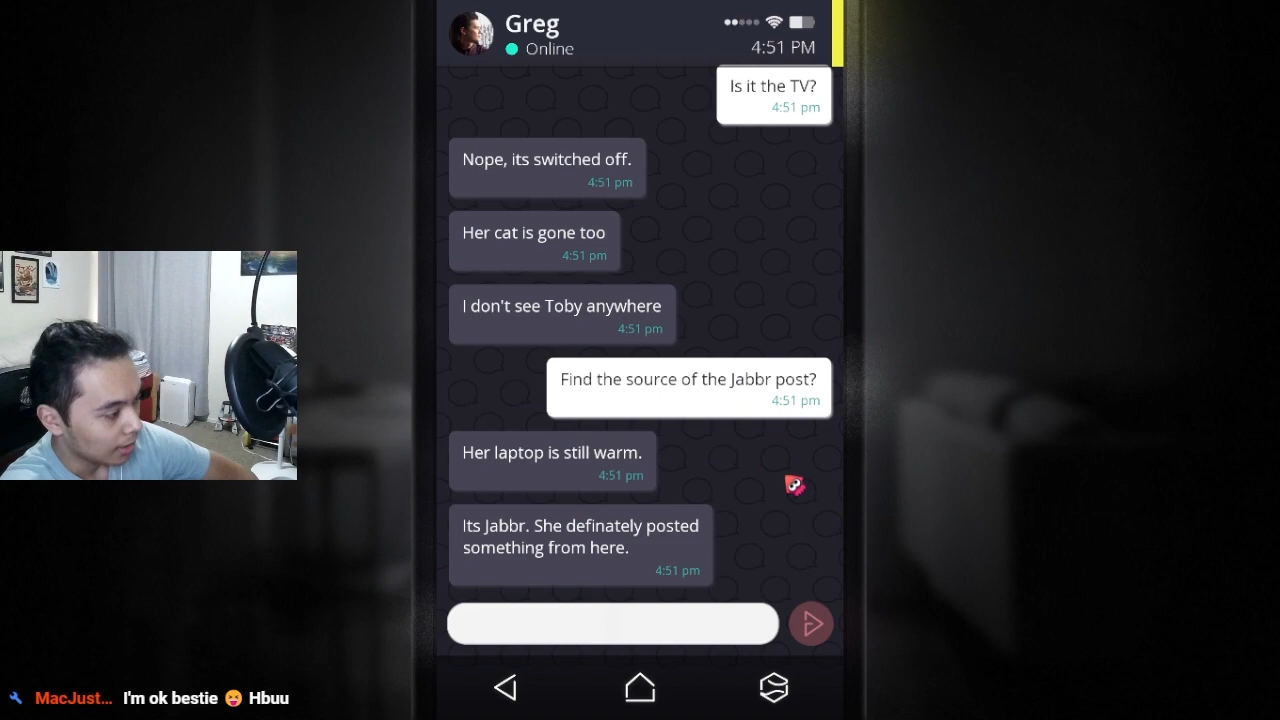 Greg
Online
4:51 PM
Is it the TV?
4:51 pm
Nope, its switched off.
4:51 pm
Her cat is gone too
4:51 pm
I don't see Toby anywhere
4:51 pm
Find the source of the Jabbr post?
4:51 pm
Her laptop is still warm.
4:51 pm
Its Jabbr. She definately posted
something from here.
4:51 pm
MacJust... I'm ok bestie 😝 Hbuu